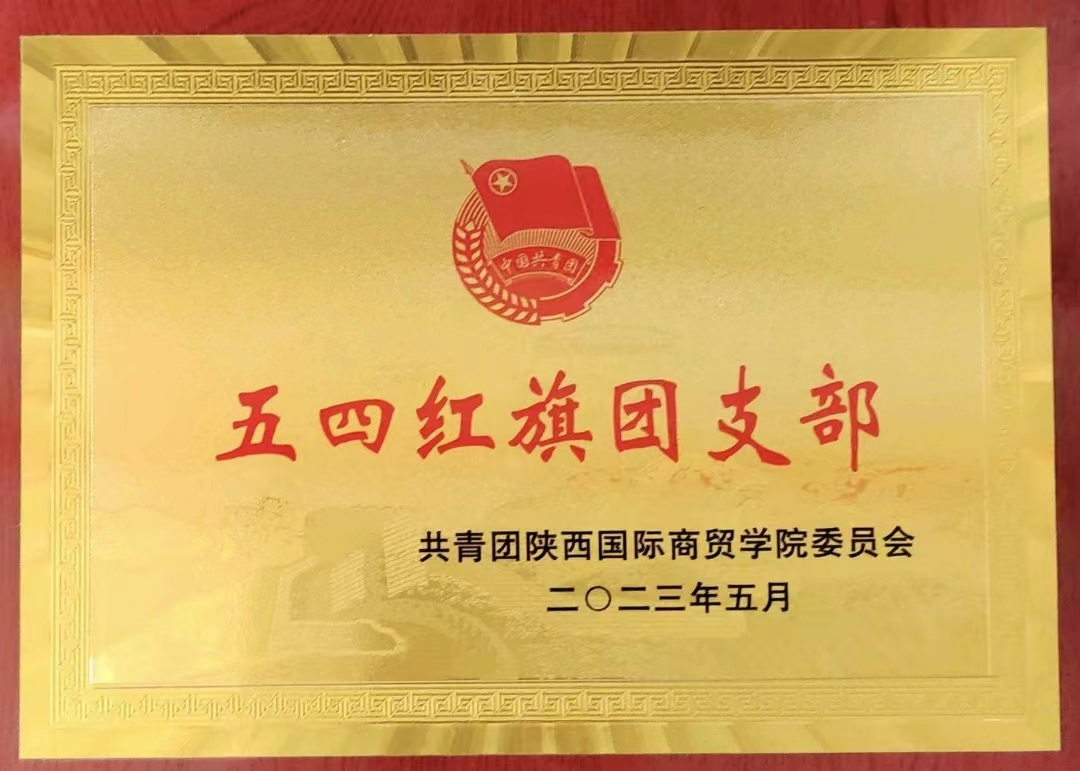 中国共青团
五四红旗团支部
共青团陕西国际商贸学院委员会
二〇二三年五月